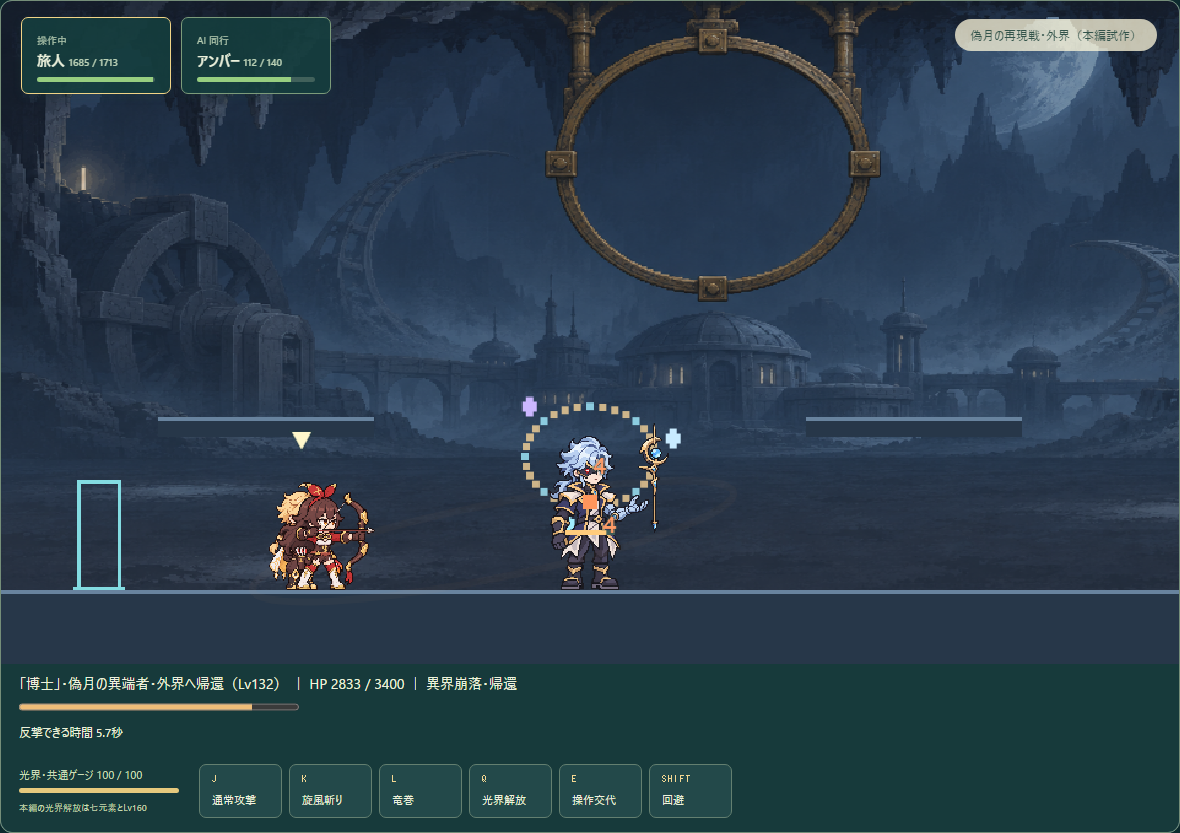 操作中
旅人 1685 / 1713
AI 同行
アンバー 112 / 140
偽月の再現戦・外界（本編試作）
4
4
「博士」・偽月の異端者・外界へ帰還（Lv132） | HP 2833 / 3400 | 異界崩落・帰還
反撃できる時間 5.7秒
光界・共通ゲージ 100 / 100
本編の光界解放は七元素とLv160
J
通常攻撃
K
旋風斬り
L
竜巻
Q
光界解放
E
操作交代
SHIFT
回避